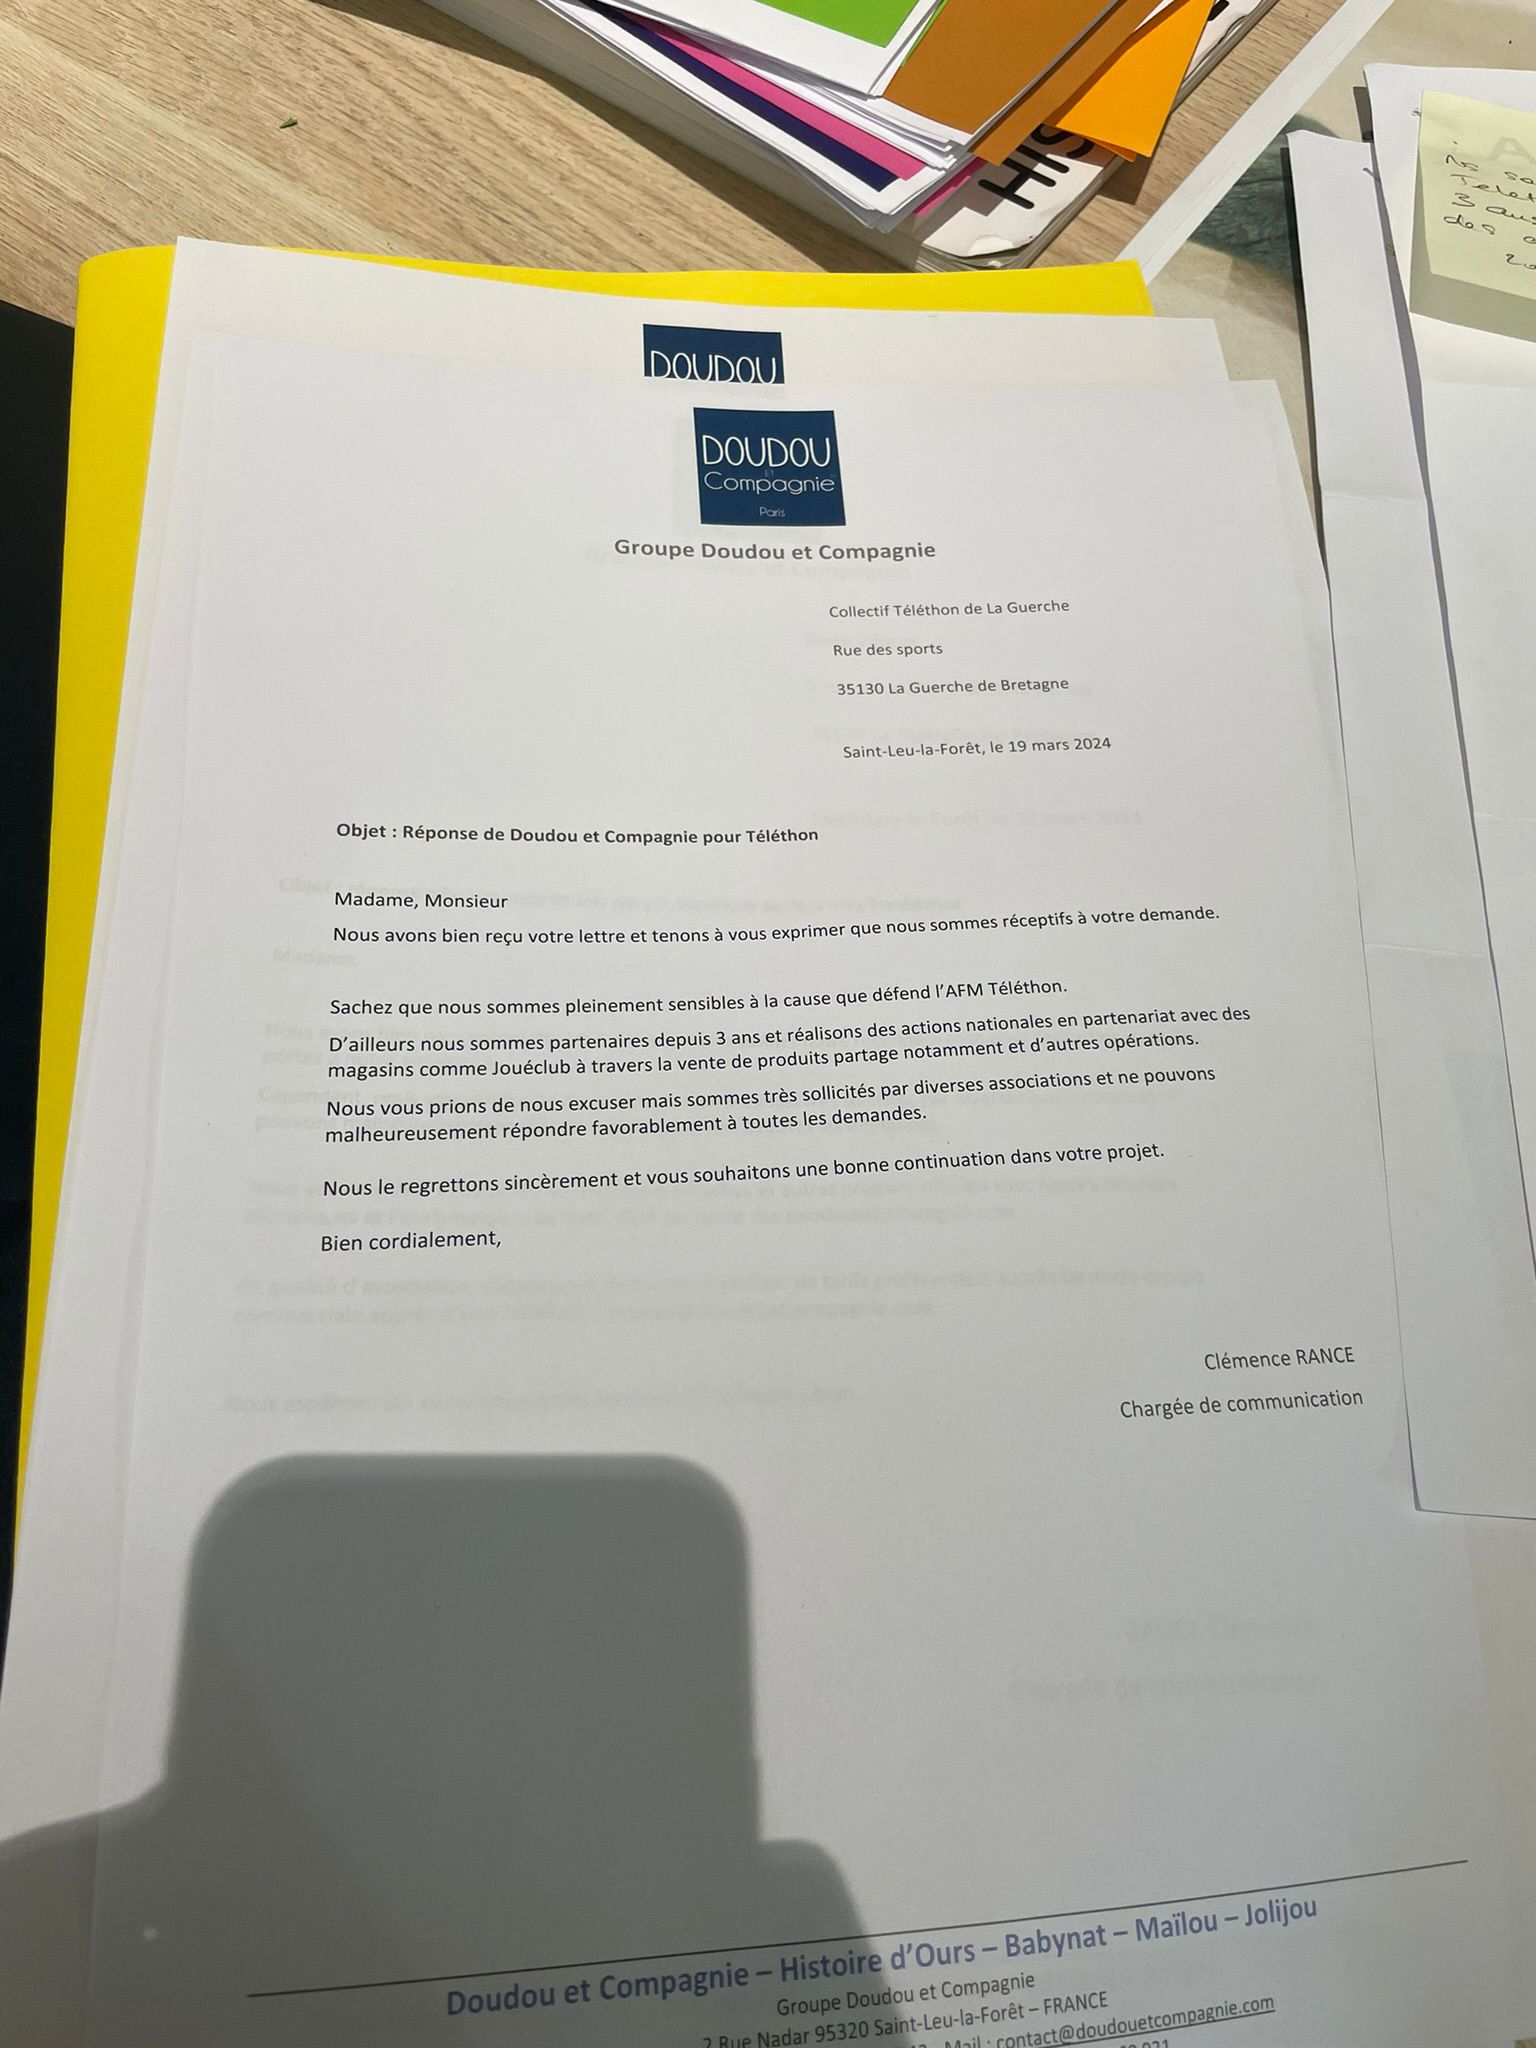 HIS
DOUDOU
DOUDOU
ET
Compagnie
Paris
Groupe Doudou et Compagnie
Collectif Téléthon de La Guerche
Rue des sports
35130 La Guerche de Bretagne
Saint-Leu-la-Forêt, le 19 mars 2024
Objet : Réponse de Doudou et Compagnie pour Téléthon
Madame, Monsieur
Nous avons bien reçu votre lettre et tenons à vous exprimer que nous sommes réceptifs à votre demande.
Sachez que nous sommes pleinement sensibles à la cause que défend l'AFM Téléthon.
D'ailleurs nous sommes partenaires depuis 3 ans et réalisons des actions nationales en partenariat avec des
magasins comme Jouéclub à travers la vente de produits partage notamment et d'autres opérations.
Nous vous prions de nous excuser mais sommes très sollicités par diverses associations et ne pouvons
malheureusement répondre favorablement à toutes les demandes.
Nous le regrettons sincèrement et vous souhaitons une bonne continuation dans votre projet.
Bien cordialement,
Clémence RANCE
Chargée de communication
Doudou et Compagnie – Histoire d'Ours – Babynat – Maïlou – Jolijou
Groupe Doudou et Compagnie
2 Rue Nadar 95320 Saint-Leu-la-Forêt – FRANCE
Mail : contact@doudouetcompagnie.com
3 ans
des